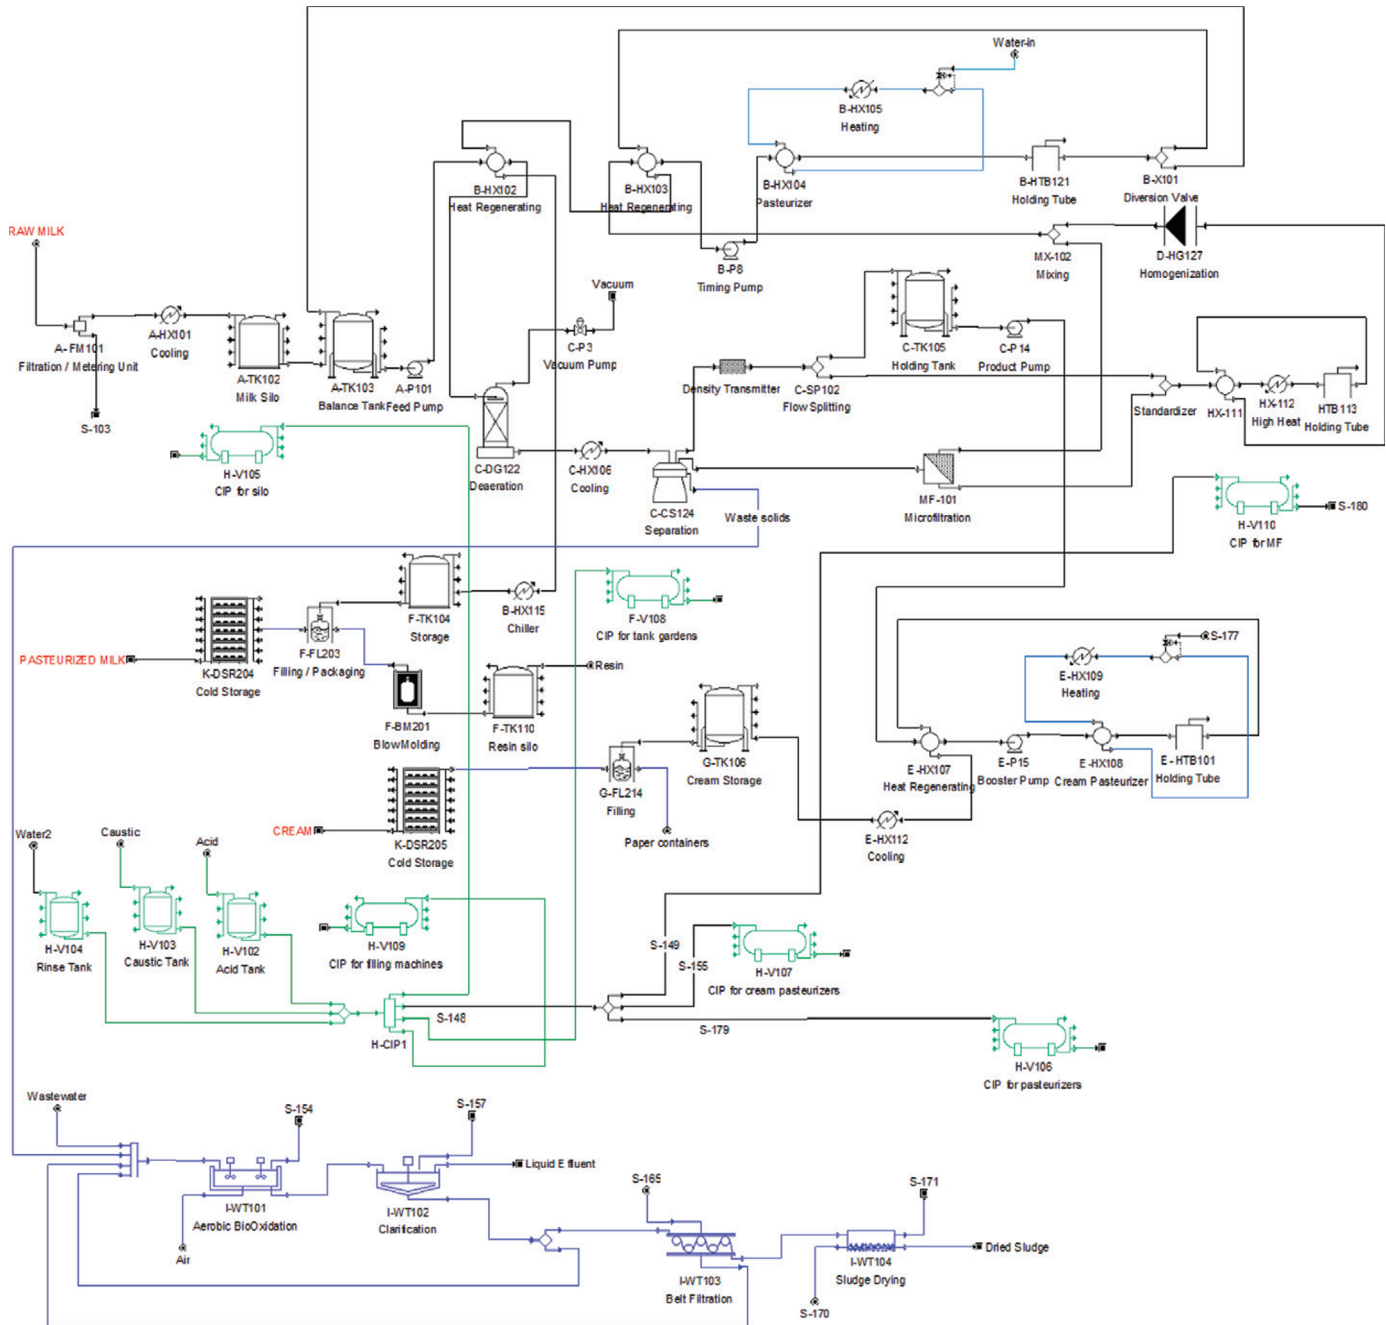 Water-in
B-HX105
Heating
B-HX102
Heat Regenerating
B-HX103
Heat Regenerating
B-HX104
Pasteurizer
B-HTB121
Holding Tube
B-X101
Diversion Valve
RAW MILK
B-P8
Timing Pump
MX-102
Mixing
D-HG127
Homogenization
Vacuum
A-FM101
Filtration / Metering Unit
A-HX101
Cooling
A-TK102
Milk Silo
A-TK103
Balance Tank
A-P101
Feed Pump
C-P3
Vacuum Pump
C-TK105
Holding Tank
C-P14
Product Pump
Density Transmitter
C-SP102
Flow Splitting
Standardizer
HX-111
HX-112
High Heat
HTB113
Holding Tube
S-103
H-V105
CIP for silo
C-DG122
Deaeration
C-HX106
Cooling
C-CS124
Separation
Waste solids
MF-101
Microfiltration
H-V110
CIP for MF
S-180
F-TK104
Storage
B-HX115
Chiller
F-V108
CIP for tank gardens
PASTEURIZED MILK
K-DSR204
Cold Storage
F-FL203
Filling / Packaging
Resin
F-BM201
BlowMolding
F-TK110
Resin silo
S-177
E-HX109
Heating
G-TK106
Cream Storage
E-HX107
Heat Regenerating
E-P15
Booster Pump
E-HX108
Cream Pasteurizer
E-HTB101
Holding Tube
G-FL214
Filling
CREAM
K-DSR205
Cold Storage
Paper containers
E-HX112
Cooling
Water2
Caustic
Acid
H-V104
Rinse Tank
H-V103
Caustic Tank
H-V102
Acid Tank
H-V109
CIP for filling machines
S-149
S-155
H-V107
CIP for cream pasteurizers
S-148
S-179
H-CIP1
H-V106
CIP for pasteurizers
Wastewater
S-154
S-157
Liquid Effluent
I-WT101
Aerobic BioOxidation
I-WT102
Clarification
Air
S-165
S-171
I-WT103
Belt Filtration
I-WT104
Sludge Drying
Dried Sludge
S-170